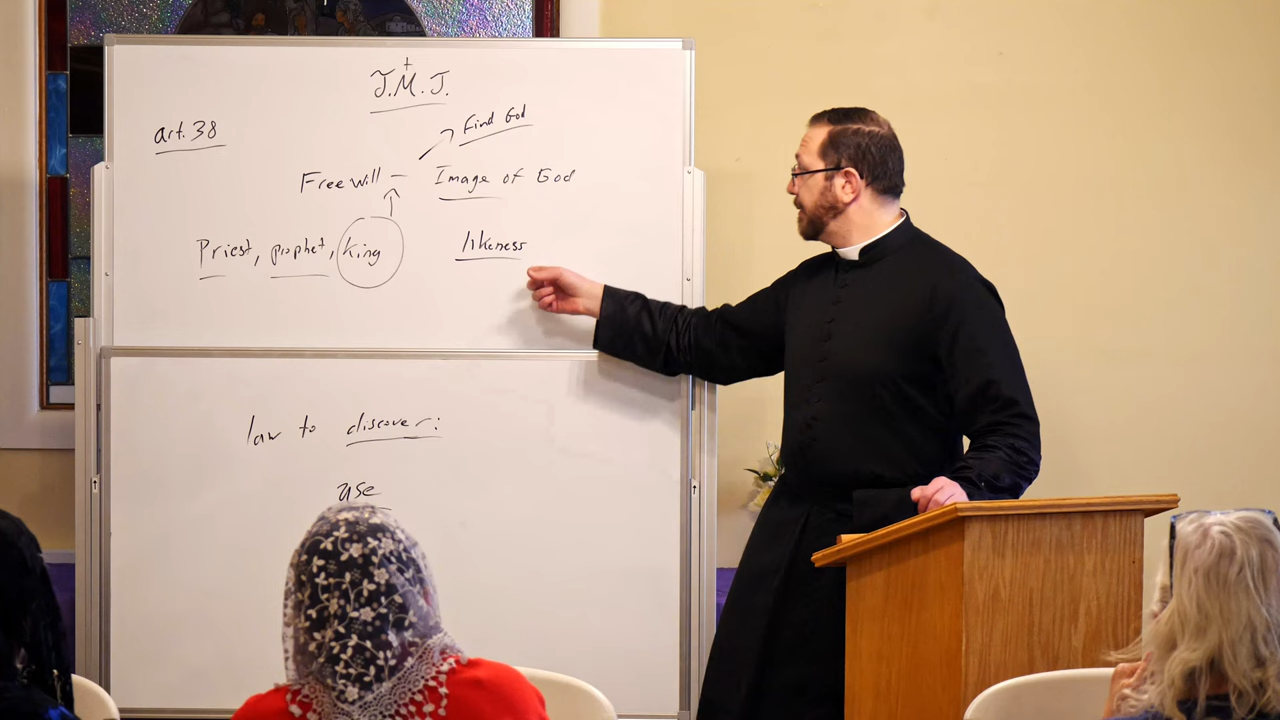 J.M.J.
art. 38
Find God
Free will – Image of God
Priest, prophet, king
likeness
law to discover:
use